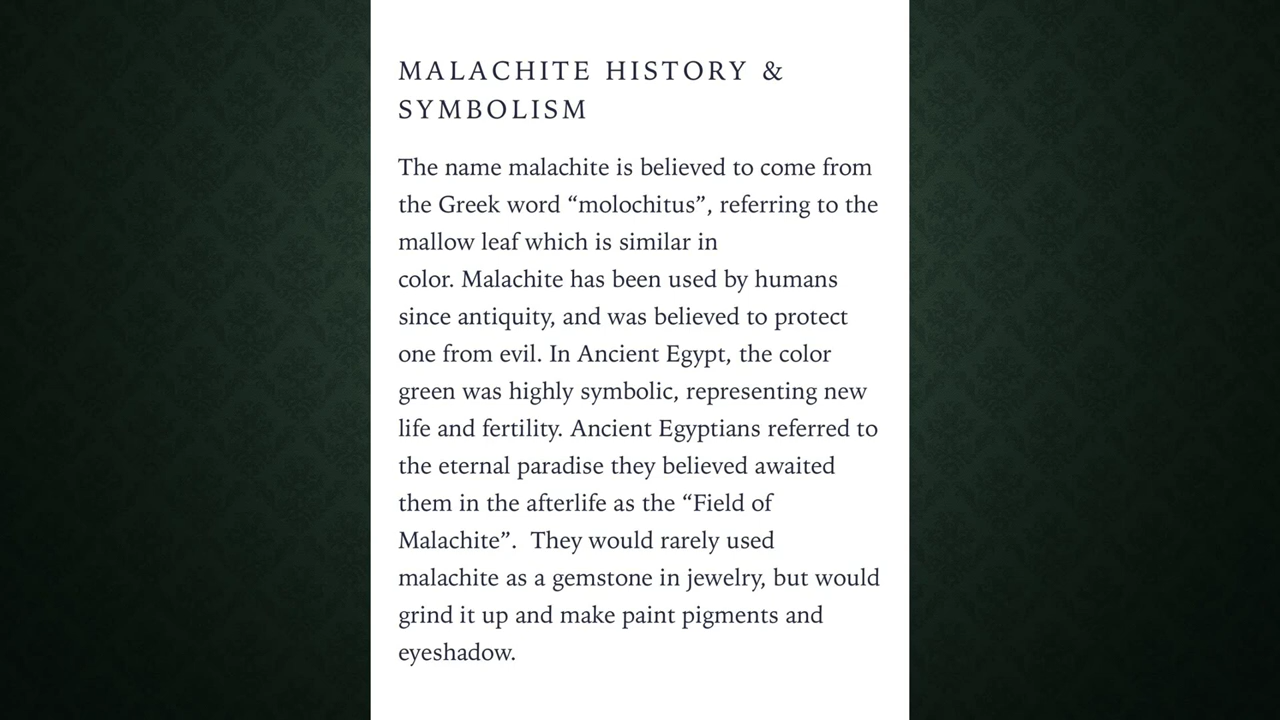 MALACHITE HISTORY &
SYMBOLISM
The name malachite is believed to come from
the Greek word “molochitus”, referring to the
mallow leaf which is similar in
color. Malachite has been used by humans
since antiquity, and was believed to protect
one from evil. In Ancient Egypt, the color
green was highly symbolic, representing new
life and fertility. Ancient Egyptians referred to
the eternal paradise they believed awaited
them in the afterlife as the “Field of
Malachite”.  They would rarely used
malachite as a gemstone in jewelry, but would
grind it up and make paint pigments and
eyeshadow.